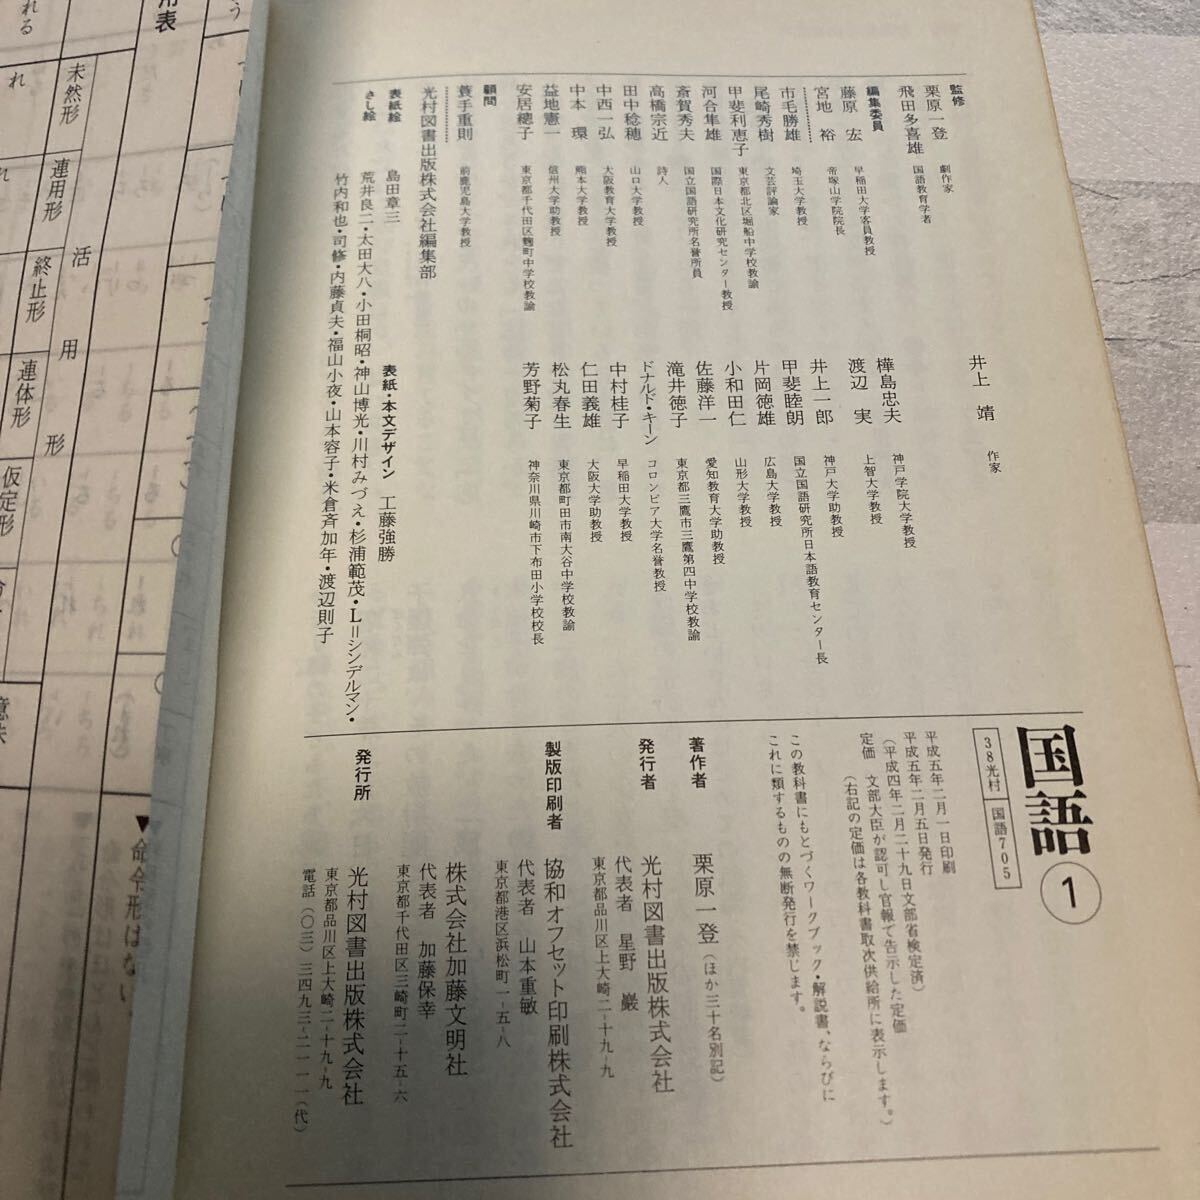 監修
栗原一登 劇作家
井上 靖 作家
飛田多喜雄 国語教育学者
編集委員
藤原 宏 早稲田大学客員教授
樺島忠夫 神戸学院大学教授
宮地 裕 帝塚山学院院長
渡辺 実 上智大学教授
市毛勝雄 埼玉大学教授
井上一郎 神戸大学助教授
尾崎秀樹 文芸評論家
甲斐睦朗 国立国語研究所日本語教育センター長
甲斐利恵子 東京都北区堀船中学校教諭
片岡徳雄 広島大学教授
河合隼雄 国際日本文化研究センター教授
小和田仁 山形大学教授
斎賀秀夫 国立国語研究所名誉所員
佐藤洋一 愛知教育大学助教授
高橋宗近 詩人
滝井徳子 東京都三鷹市三鷹第四中学校教諭
田中稔穂 山口大学教授
ドナルド・キーン コロンビア大学名誉教授
中西一弘 大阪教育大学教授
中村桂子 早稲田大学教授
中本 環 熊本大学教授
仁田義雄 大阪大学助教授
益地憲一 信州大学助教授
松丸春生 東京都町田市南大谷中学校教諭
安居總子 東京都千代田区麴町中学校教諭
芳野菊子 神奈川県川崎市下布田小学校校長
顧問
蓑手重則 前鹿児島大学教授
光村図書出版株式会社編集部
表紙絵 島田章三
表紙・本文デザイン 工藤強勝
さし絵 荒井良二・太田大八・小田桐昭・神山博光・川村みづえ・杉浦範茂・L＝シンデルマン・
竹内和也・司修・内藤貞夫・福山小夜・山本容子・米倉斉加年・渡辺則子
国語 1
38光村 国語705
平成五年二月一日印刷
平成五年二月五日発行
（平成四年二月二十九日文部省検定済）
定価 文部大臣が認可し官報で告示した定価
（右記の定価は各教科書取次供給所に表示します。）
この教科書にもとづくワークブック・解説書、ならびに
これに類するものの無断発行を禁じます。
著作者 栗原一登（ほか三十名別記）
発行者 光村図書出版株式会社
代表者 星野 巖
東京都品川区上大崎二－十九－九
製版印刷者 協和オフセット印刷株式会社
代表者 山本重敏
東京都港区浜松町一－五－八
株式会社加藤文明社
代表者 加藤保幸
東京都千代田区三崎町二－十五－六
発行所 光村図書出版株式会社
東京都品川区上大崎二－十九－九
電話（〇三）三四九三－二一一一（代）
用表
活用形
未然形
連用形
終止形
連体形
仮定形
意味
▼命令形はない